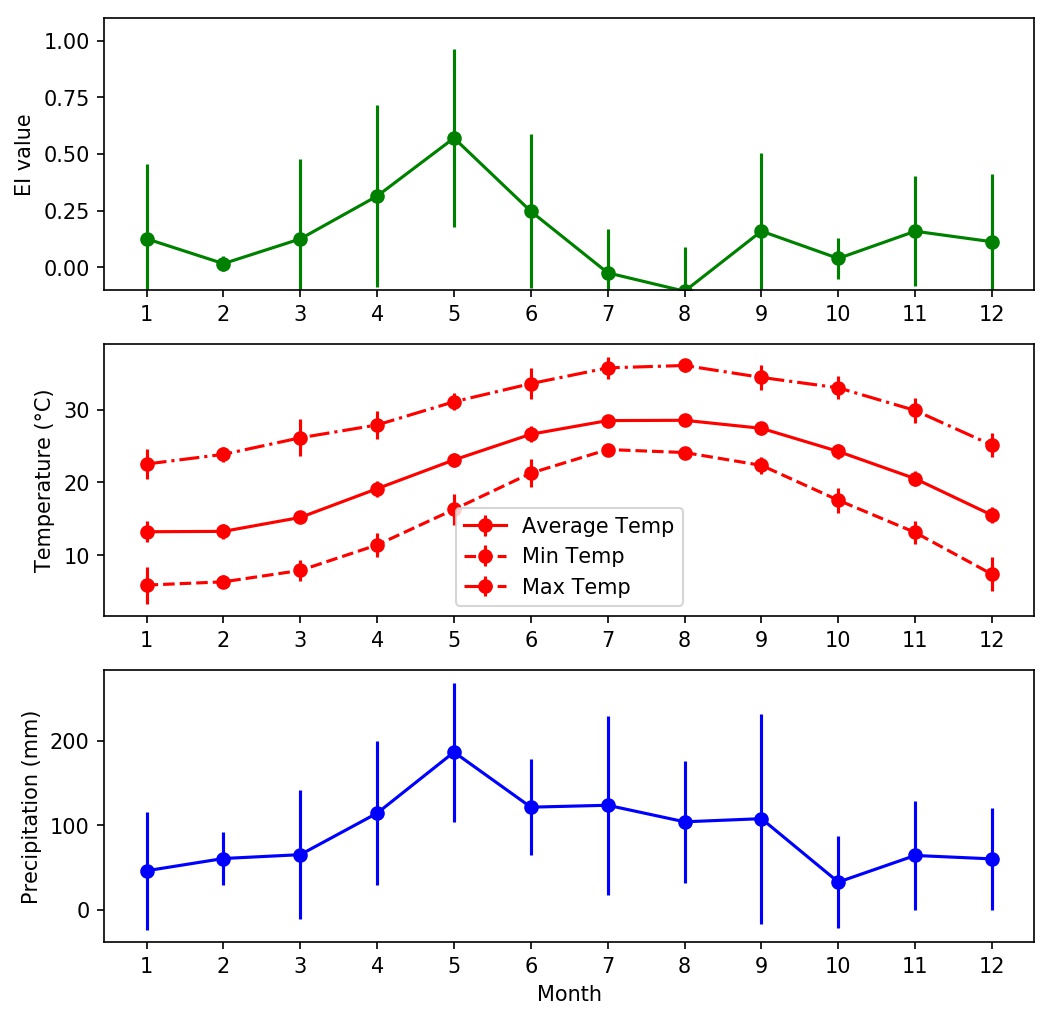 EI value
1.00
0.75
0.50
0.25
0.00
1 2 3 4 5 6 7 8 9 10 11 12
Temperature (°C)
30
20
10
Average Temp
Min Temp
Max Temp
1 2 3 4 5 6 7 8 9 10 11 12
Precipitation (mm)
200
100
0
1 2 3 4 5 6 7 8 9 10 11 12
Month